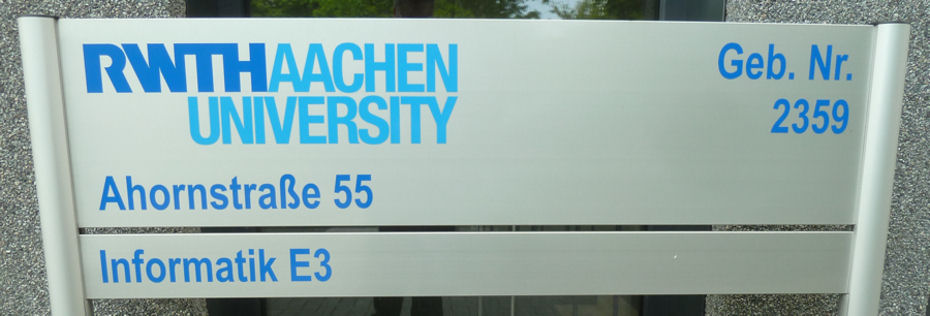 RWTHAACHEN
UNIVERSITY
Geb. Nr.
2359
Ahornstraße 55
Informatik E3